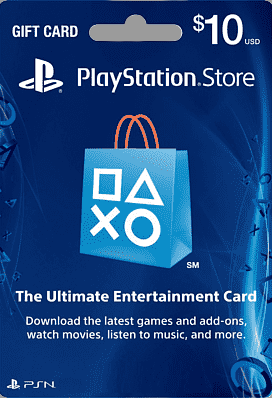 GIFT CARD
$10 USD
PlayStation.Store
SM
The Ultimate Entertainment Card
Download the latest games and add-ons,
watch movies, listen to music, and more.
PSN